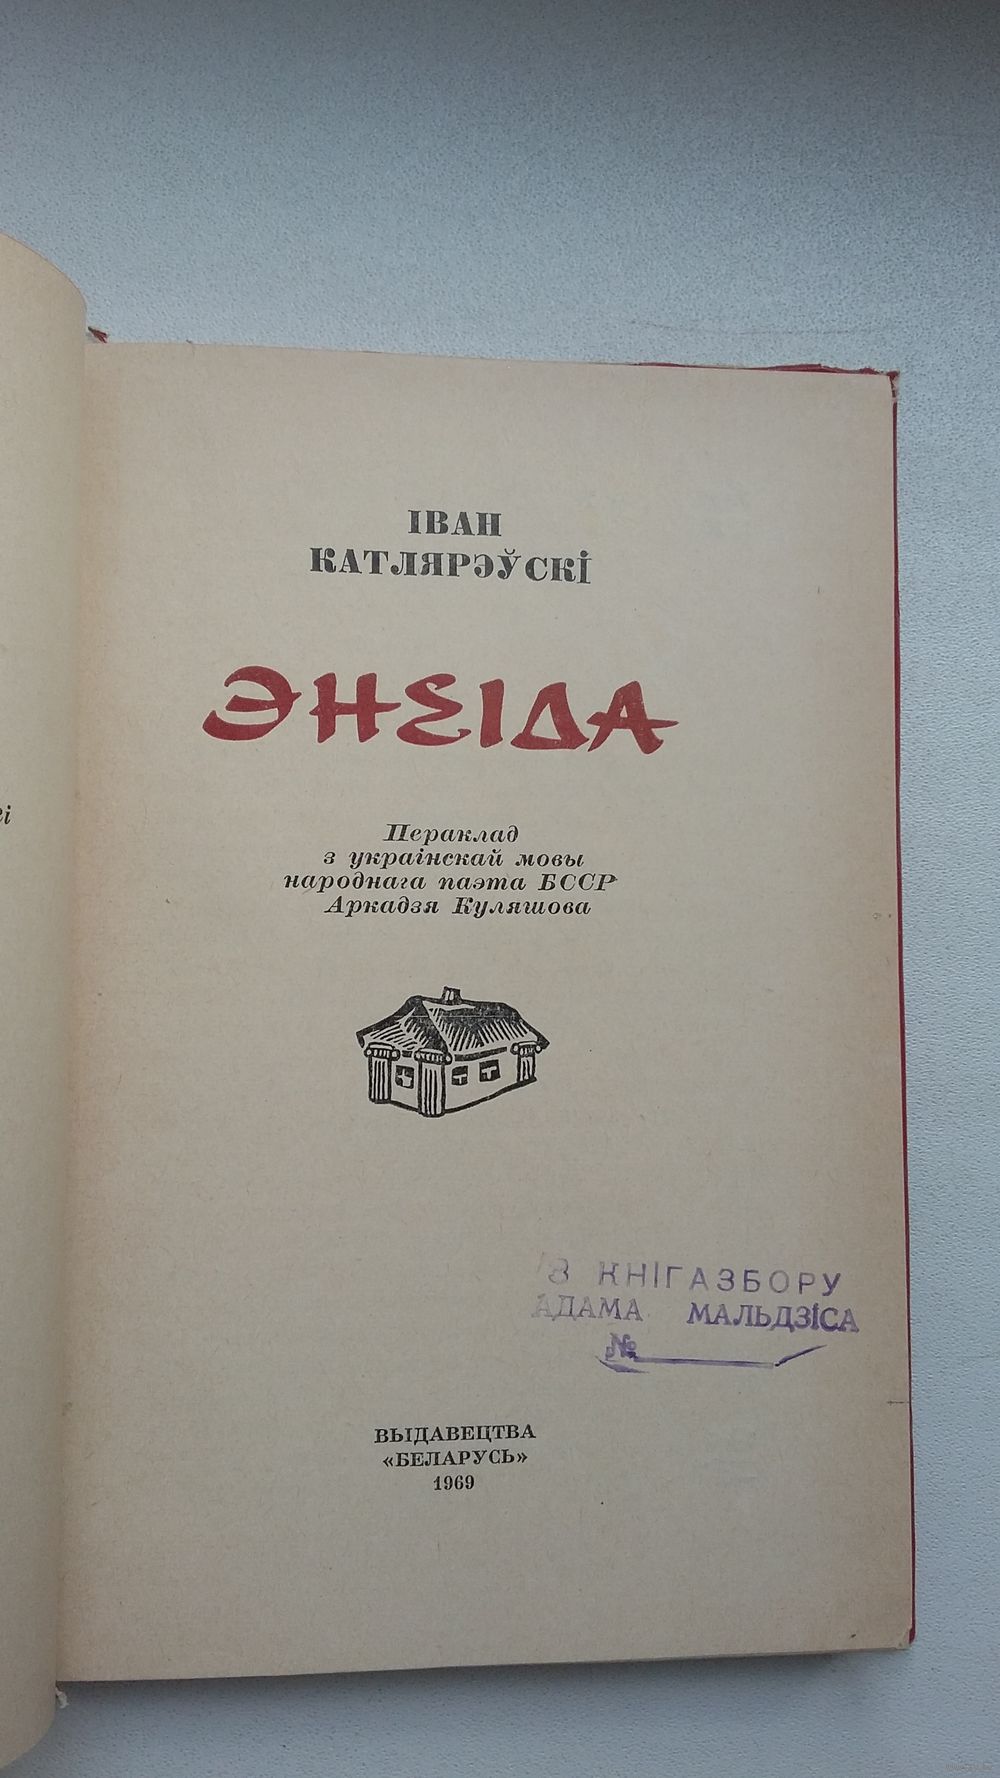 ІВАН
КАТЛЯРЭЎСКІ
ЭНЕІДА
Пераклад
з украінскай мовы
народнага паэта БССР
Аркадзя Куляшова
З КНІГАЗБОРУ
АДАМА МАЛЬДЗІСА
№
ВЫДАВЕЦТВА
«БЕЛАРУСЬ»
1969